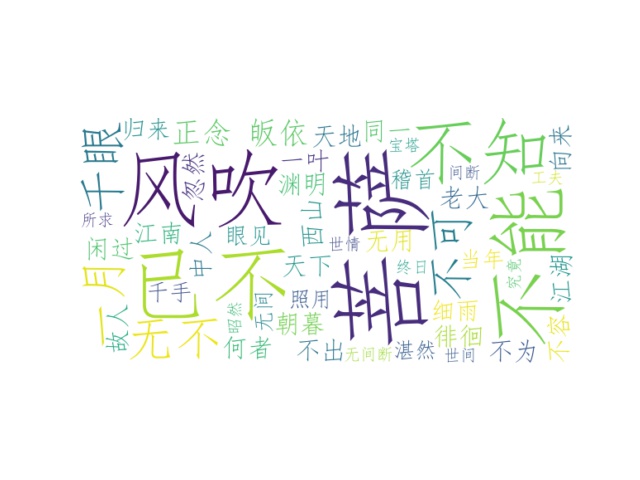 归来
正念
皈依
天地
同一
宝塔
不知
向来
千眼
忽然
风吹
一叶
渊明
菩萨
稽首
间断
工夫
老大
所求
闲过
江南
中人
眼见
西山
世情
无用
不可
不能
当年
究竟
江湖
一月
已不
千手
天下
终日
无间
照用
细雨
故人
无不
昭然
何者
朝暮
不出
无间断
湛然
世间
徘徊
不为
不容